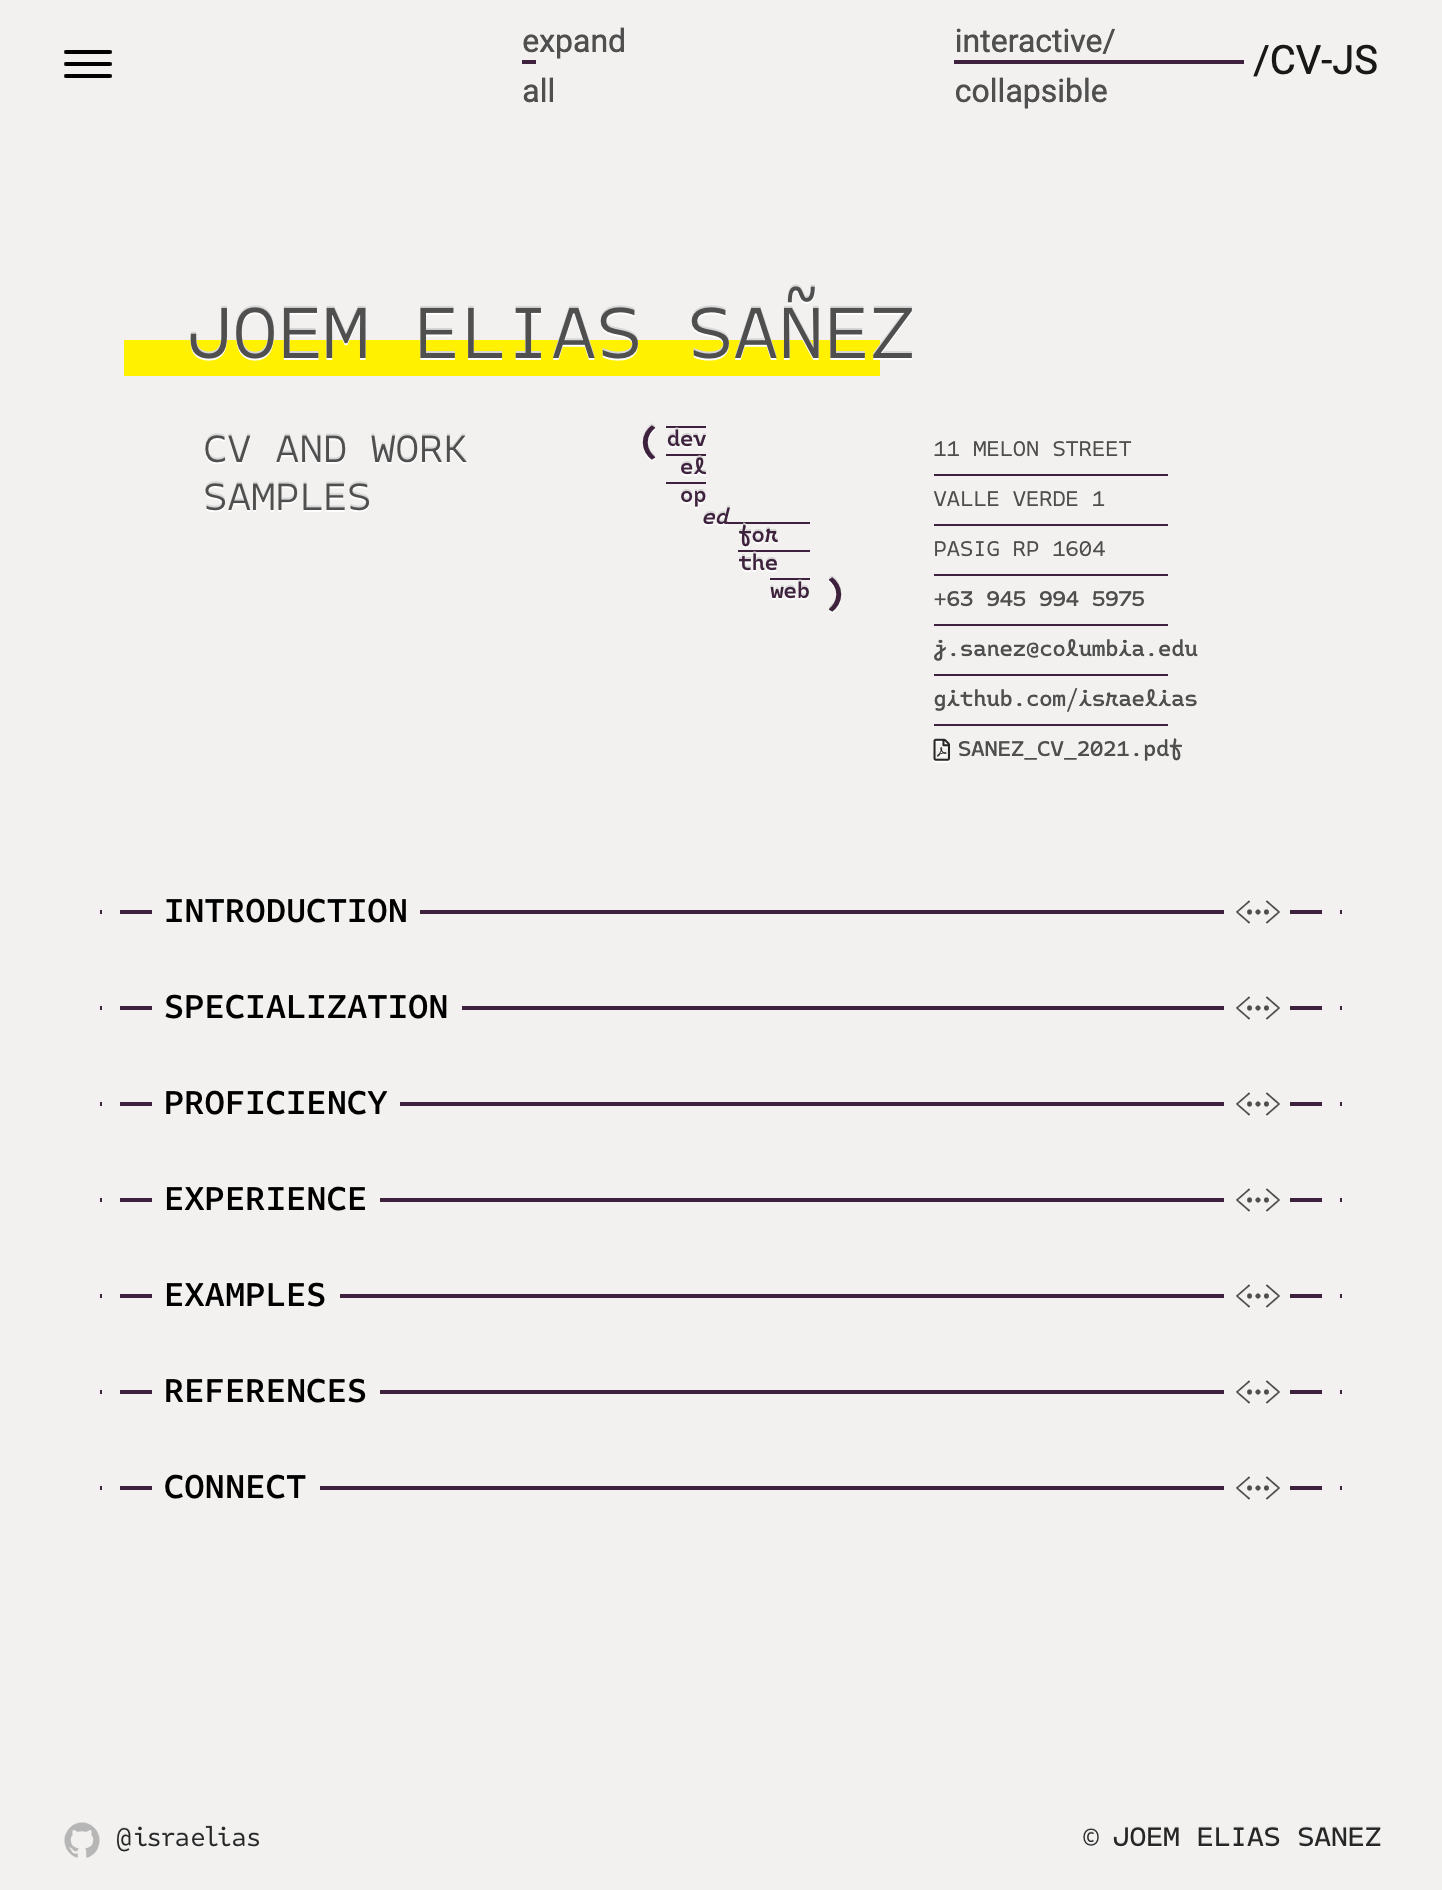 expand
all
interactive/
collapsible
/CV-JS
JOEM ELIAS SAÑEZ
CV AND WORK
SAMPLES
( dev
el
op
ed
for
the
web )
11 MELON STREET
VALLE VERDE 1
PASIG RP 1604
+63 945 994 5975
j.sanez@columbia.edu
github.com/israelias
SANEZ_CV_2021.pdf
INTRODUCTION
SPECIALIZATION
PROFICIENCY
EXPERIENCE
EXAMPLES
REFERENCES
CONNECT
@israelias
© JOEM ELIAS SANEZ